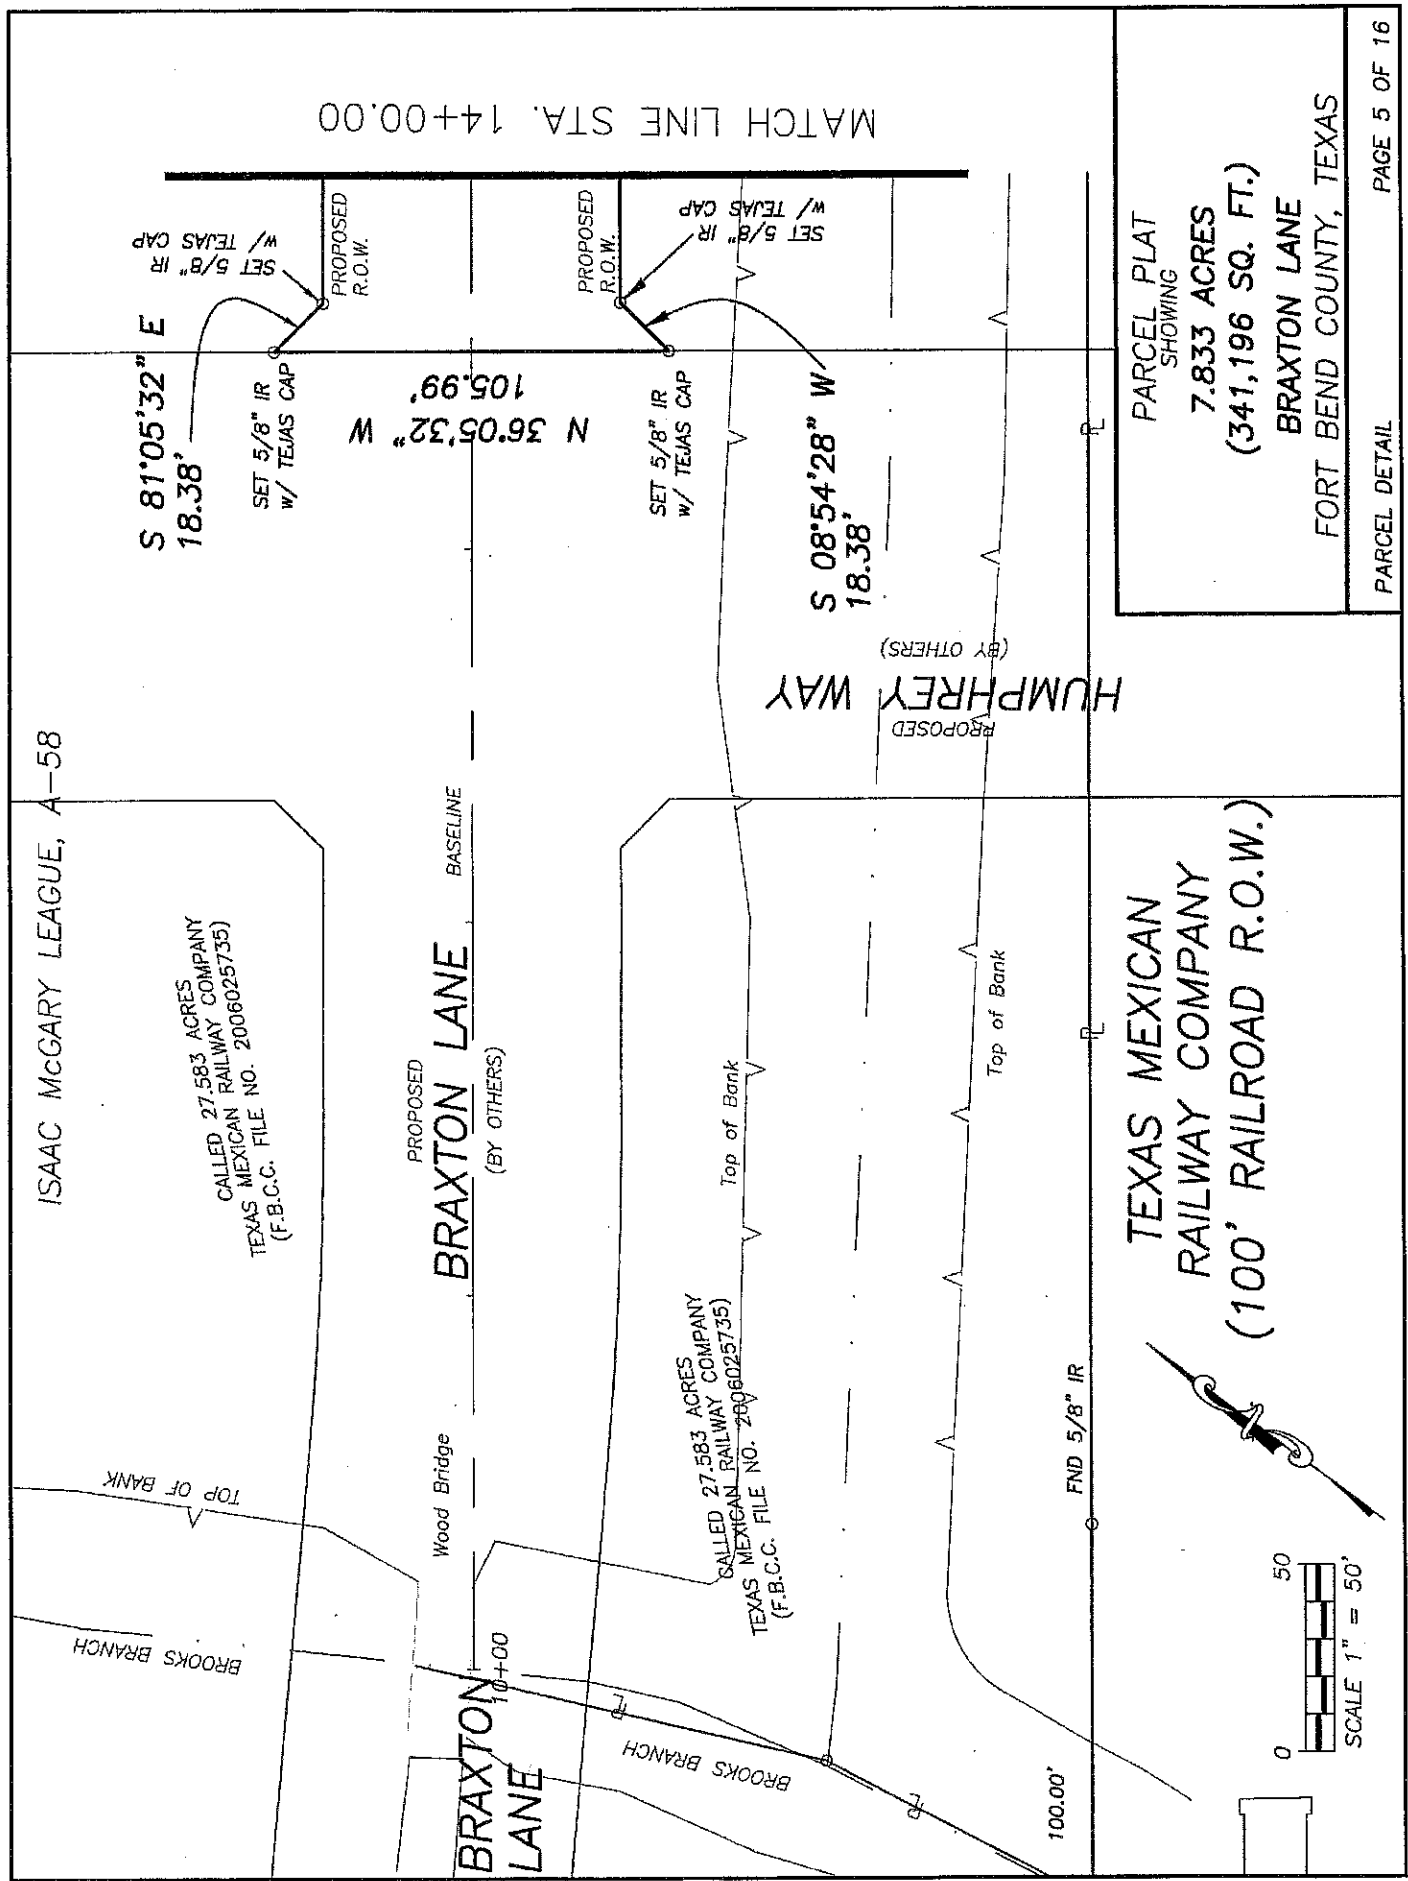 ISAAC McGARY LEAGUE, A-58
MATCH LINE STA. 14+00.00
S 81°05'32" E
18.38'
SET 5/8" IR
w/ TEJAS CAP
PROPOSED
R.O.W.
SET 5/8" IR
w/ TEJAS CAP
N 36°05'32" W
105.99'
SET 5/8" IR
w/ TEJAS CAP
PROPOSED
R.O.W.
SET 5/8" IR
w/ TEJAS CAP
S 08°54'28" W
18.38'
PROPOSED
HUMPHREY WAY
(BY OTHERS)
CALLED 27.583 ACRES
TEXAS MEXICAN RAILWAY COMPANY
(F.B.C.C. FILE NO. 2006025735)
PROPOSED
BRAXTON LANE
(BY OTHERS)
BASELINE
TOP OF BANK
BROOKS BRANCH
Wood Bridge
10+00
BRAXTON
LANE
Top of Bank
CALLED 27.583 ACRES
TEXAS MEXICAN RAILWAY COMPANY
(F.B.C.C. FILE NO. 2006025735)
Top of Bank
BROOKS BRANCH
PL
PL
PL
PL
FND 5/8" IR
100.00'
TEXAS MEXICAN
RAILWAY COMPANY
(100' RAILROAD R.O.W.)
0 50
SCALE 1" = 50'
PARCEL PLAT
SHOWING
7.833 ACRES
(341,196 SQ. FT.)
BRAXTON LANE
FORT BEND COUNTY, TEXAS
PARCEL DETAIL PAGE 5 OF 16